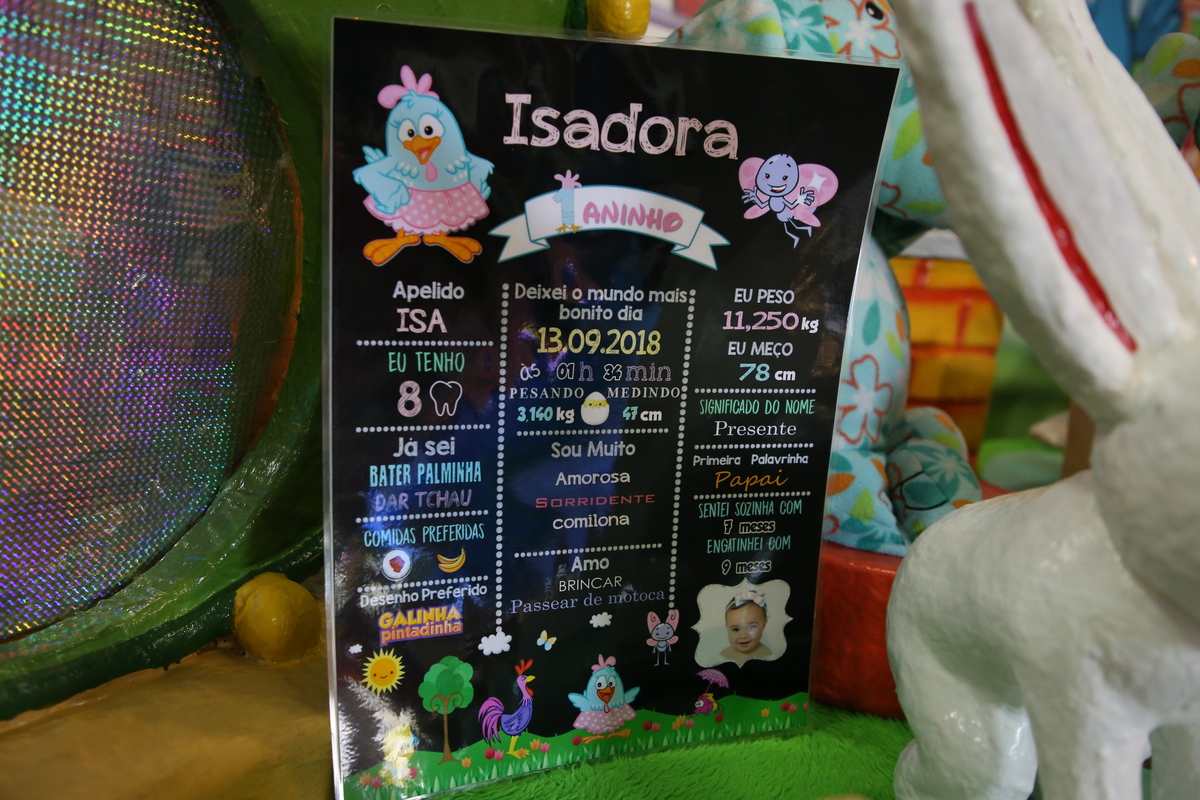 Isadora
1 ANINHO
Apelido
ISA
EU TENHO
8
Já sei
BATER PALMINHA
DAR TCHAU
COMIDAS PREFERIDAS
Desenho Preferido
GALINHA
pintadinha
Deixei o mundo mais
bonito dia
13.09.2018
às 01h 36min
PESANDO MEDINDO
3,140 kg 47 cm
Sou Muito
Amorosa
SORRIDENTE
comilona
Amo
BRINCAR
Passear de motoca
EU PESO
11,250 kg
EU MEÇO
78 cm
SIGNIFICADO DO NOME
Presente
Primeira Palavrinha
Papai
SENTEI SOZINHA COM
7 meses
ENGATINHEI COM
9 meses